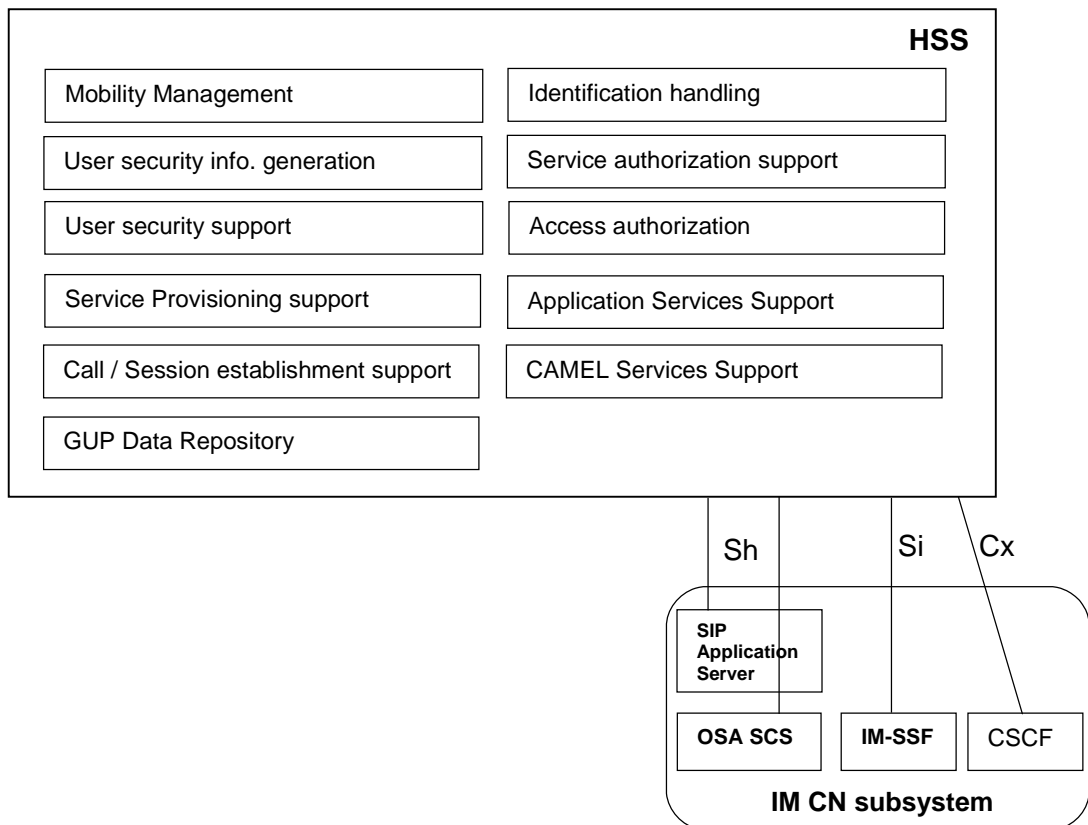 HSS
Mobility Management
Identification handling
User security info. generation
Service authorization support
User security support
Access authorization
Service Provisioning support
Application Services Support
Call / Session establishment support
CAMEL Services Support
GUP Data Repository
Sh
Si
Cx
SIP
Application
Server
OSA SCS
IM-SSF
CSCF
IM CN subsystem